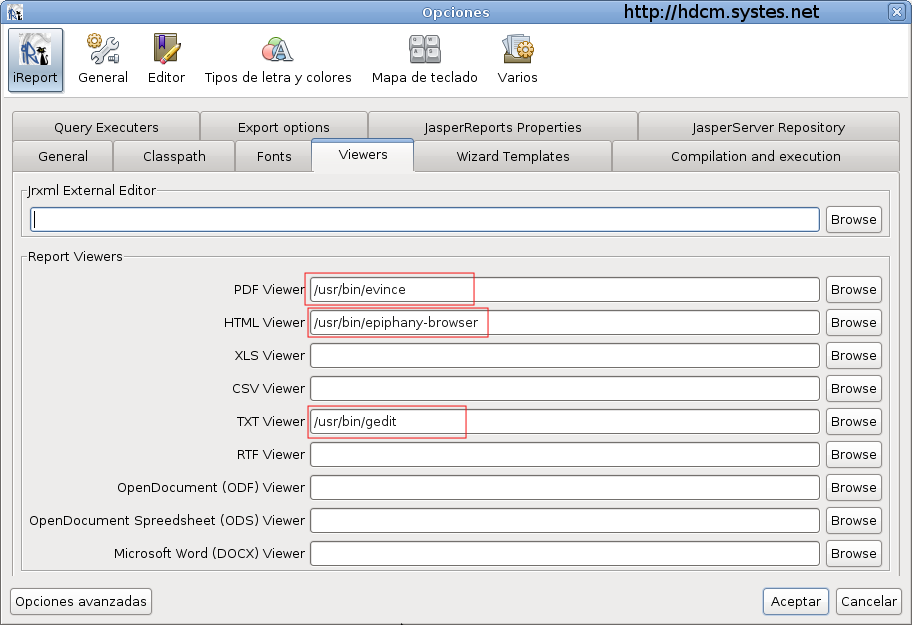 Opciones
http://hdcm.systes.net
iReport
General
Editor
Tipos de letra y colores
Mapa de teclado
Varios
Query Executers
Export options
JasperReports Properties
JasperServer Repository
General
Classpath
Fonts
Viewers
Wizard Templates
Compilation and execution
Jrxml External Editor
Browse
Report Viewers
PDF Viewer /usr/bin/evince Browse
HTML Viewer /usr/bin/epiphany-browser Browse
XLS Viewer Browse
CSV Viewer Browse
TXT Viewer /usr/bin/gedit Browse
RTF Viewer Browse
OpenDocument (ODF) Viewer Browse
OpenDocument Spreedsheet (ODS) Viewer Browse
Microsoft Word (DOCX) Viewer Browse
Opciones avanzadas
Aceptar
Cancelar